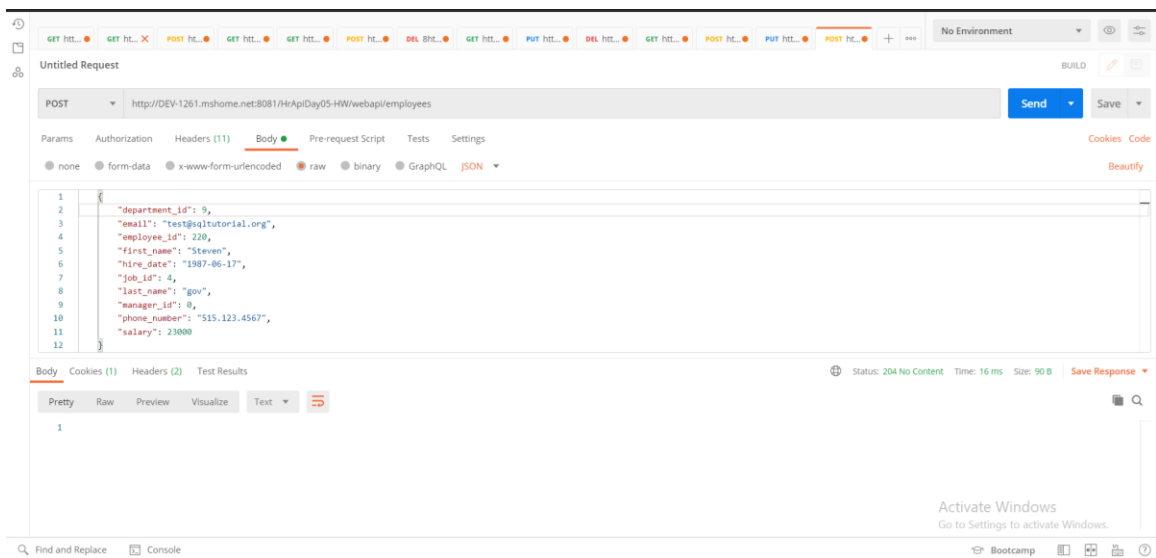 GET htt... GET ht... X POST ht... GET htt... GET htt... POST ht... DEL 8ht... GET htt... PUT htt... DEL htt... GET htt... POST ht... PUT htt... POST ht... + ooo No Environment
Untitled Request BUILD
POST http://DEV-1261.mshome.net:8081/HrApiDay05-HW/webapi/employees Send Save
Params Authorization Headers (11) Body Pre-request Script Tests Settings Cookies Code
none form-data x-www-form-urlencoded raw binary GraphQL JSON Beautify
1 {
2 "department_id": 9,
3 "email": "test@sqltutorial.org",
4 "employee_id": 220,
5 "first_name": "Steven",
6 "hire_date": "1987-06-17",
7 "job_id": 4,
8 "last_name": "gov",
9 "manager_id": 0,
10 "phone_number": "515.123.4567",
11 "salary": 23000
12 }
Body Cookies (1) Headers (2) Test Results Status: 204 No Content Time: 16 ms Size: 90 B Save Response
Pretty Raw Preview Visualize Text
1
Activate Windows
Go to Settings to activate Windows.
Find and Replace Console Bootcamp